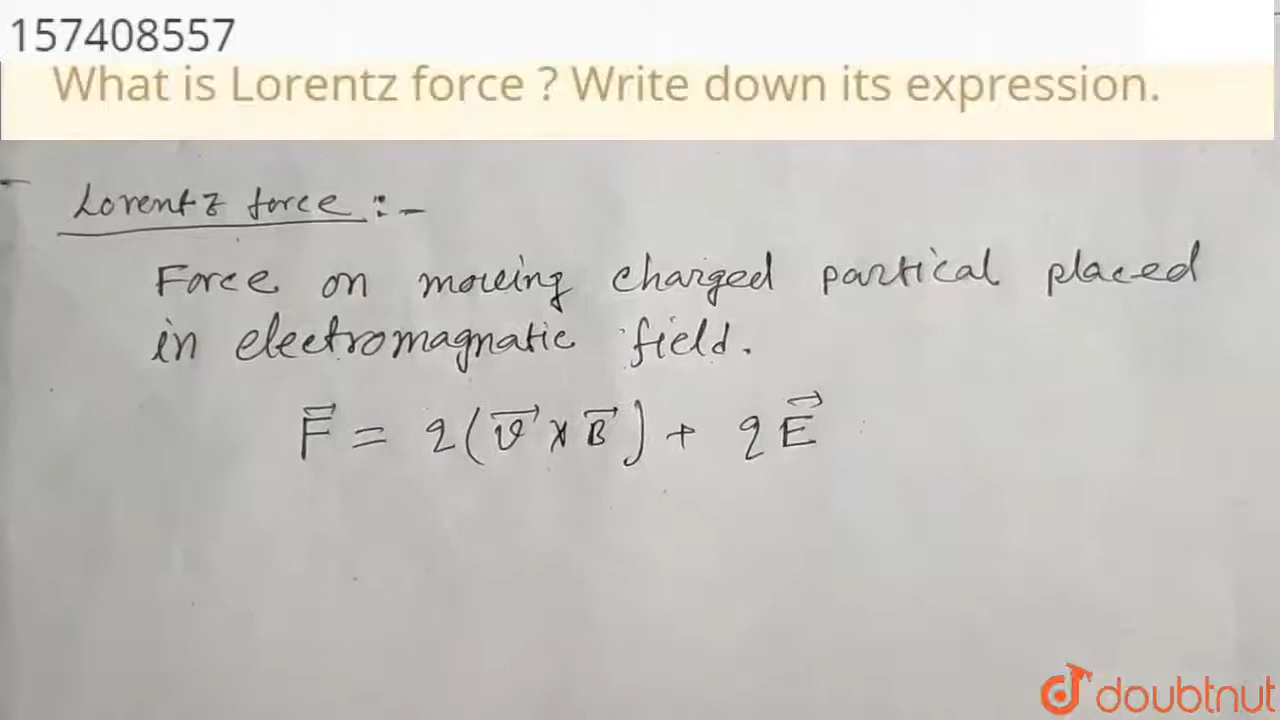 157408557
What is Lorentz force ? Write down its expression.
Lorentz force :-
Force on moving charged partical placed
in electromagnatic field.
F⃗ = q(v⃗ × B⃗) + qE⃗
doubtnut